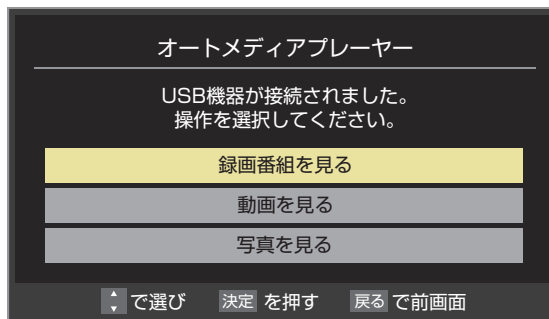 オートメディアプレーヤー
USB機器が接続されました。
操作を選択してください。
録画番組を見る
動画を見る
写真を見る
で選び 決定 を押す 戻る で前画面